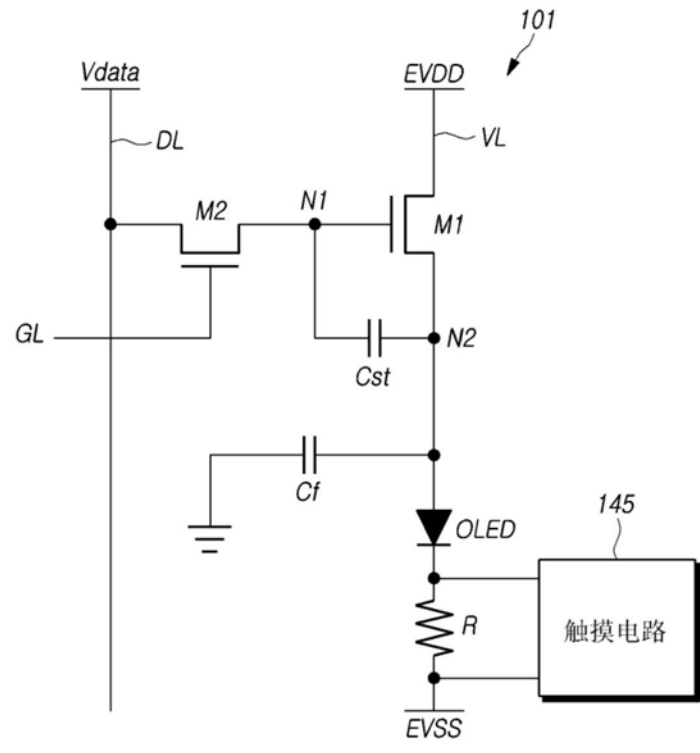 101
Vdata
EVDD
DL
VL
M2
N1
M1
GL
N2
Cst
Cf
145
OLED
R
触摸电路
EVSS